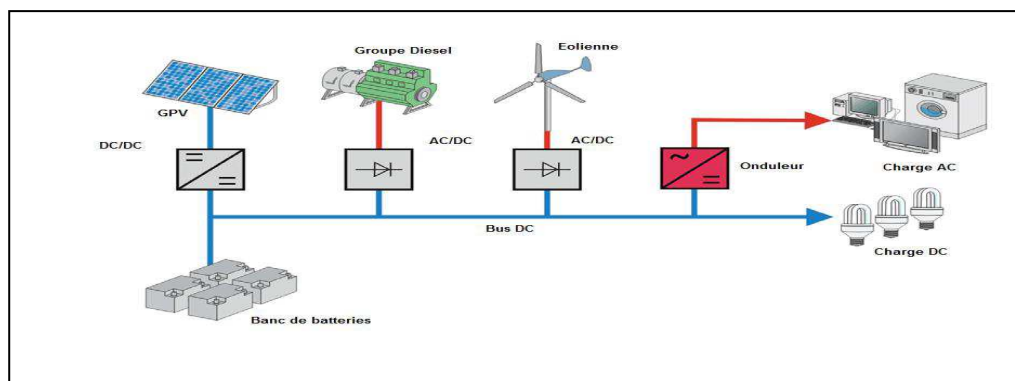 Groupe Diesel
Eolienne
GPV
DC/DC
AC/DC
AC/DC
Onduleur
Charge AC
Bus DC
Charge DC
Banc de batteries